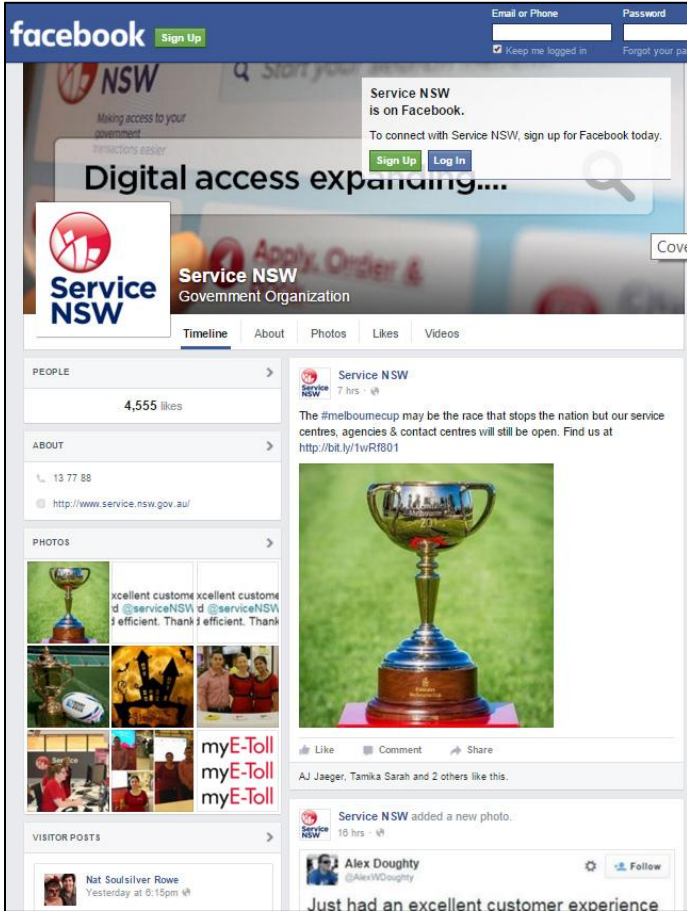 Email or Phone
Password
facebook
Sign Up
Keep me logged in
Forgot your pa
NSW
Making access to your
government
transactions easier
Service NSW
is on Facebook.
To connect with Service NSW, sign up for Facebook today.
Sign Up
Log In
Digital access expanding....
Cove
Apply, Order &
Service
NSW
Service NSW
Government Organization
Timeline
About
Photos
Likes
Videos
PEOPLE
4,555 likes
ABOUT
13 77 88
http://www.service.nsw.gov.au/
PHOTOS
xcellent custome
xcellent custome
d @serviceNSW
d @serviceNSW
d efficient. Thank
d efficient. Thank
myE-Toll
myE-Toll
myE-Toll
VISITOR POSTS
Nat Soulsilver Rowe
Yesterday at 6:15pm
Service
NSW
Service NSW
7 hrs
The #melbournecup may be the race that stops the nation but our service
centres, agencies & contact centres will still be open. Find us at
http://bit.ly/1wRf801
Melbourne
Like
Comment
Share
AJ Jaeger, Tamika Sarah and 2 others like this.
Service
NSW
Service NSW added a new photo.
16 hrs
Alex Doughty
@AlexWDoughty
Follow
Just had an excellent customer experience